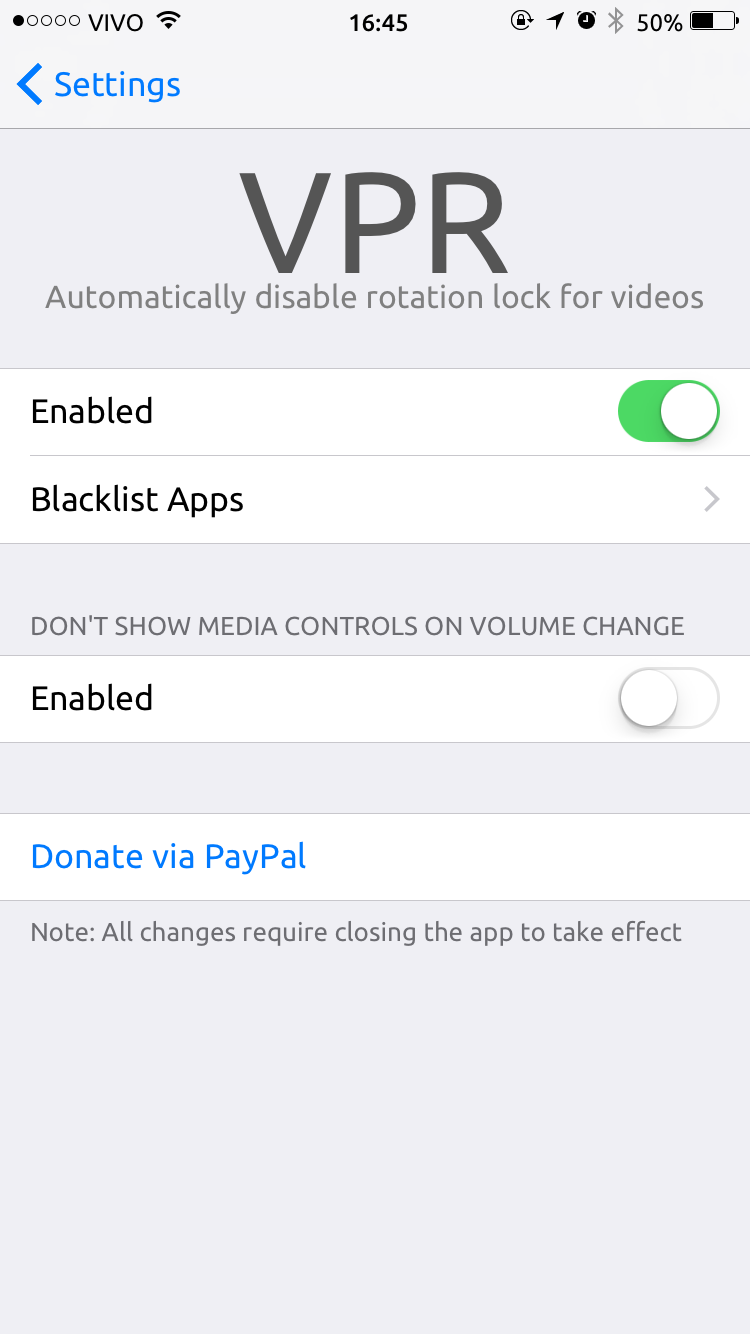 VIVO 16:45 50%
Settings
VPR
Automatically disable rotation lock for videos
Enabled
Blacklist Apps
DON'T SHOW MEDIA CONTROLS ON VOLUME CHANGE
Enabled
Donate via PayPal
Note: All changes require closing the app to take effect